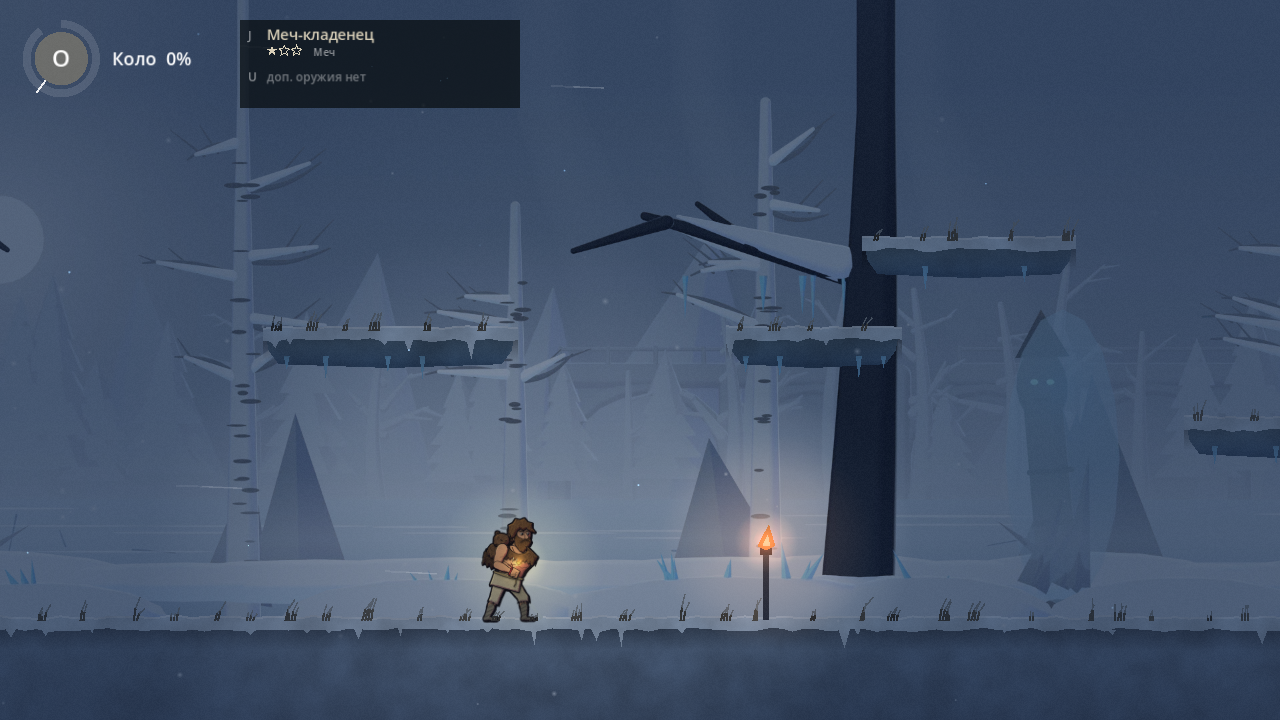 O
Коло 0%
J Меч-кладенец
Меч
U доп. оружия нет